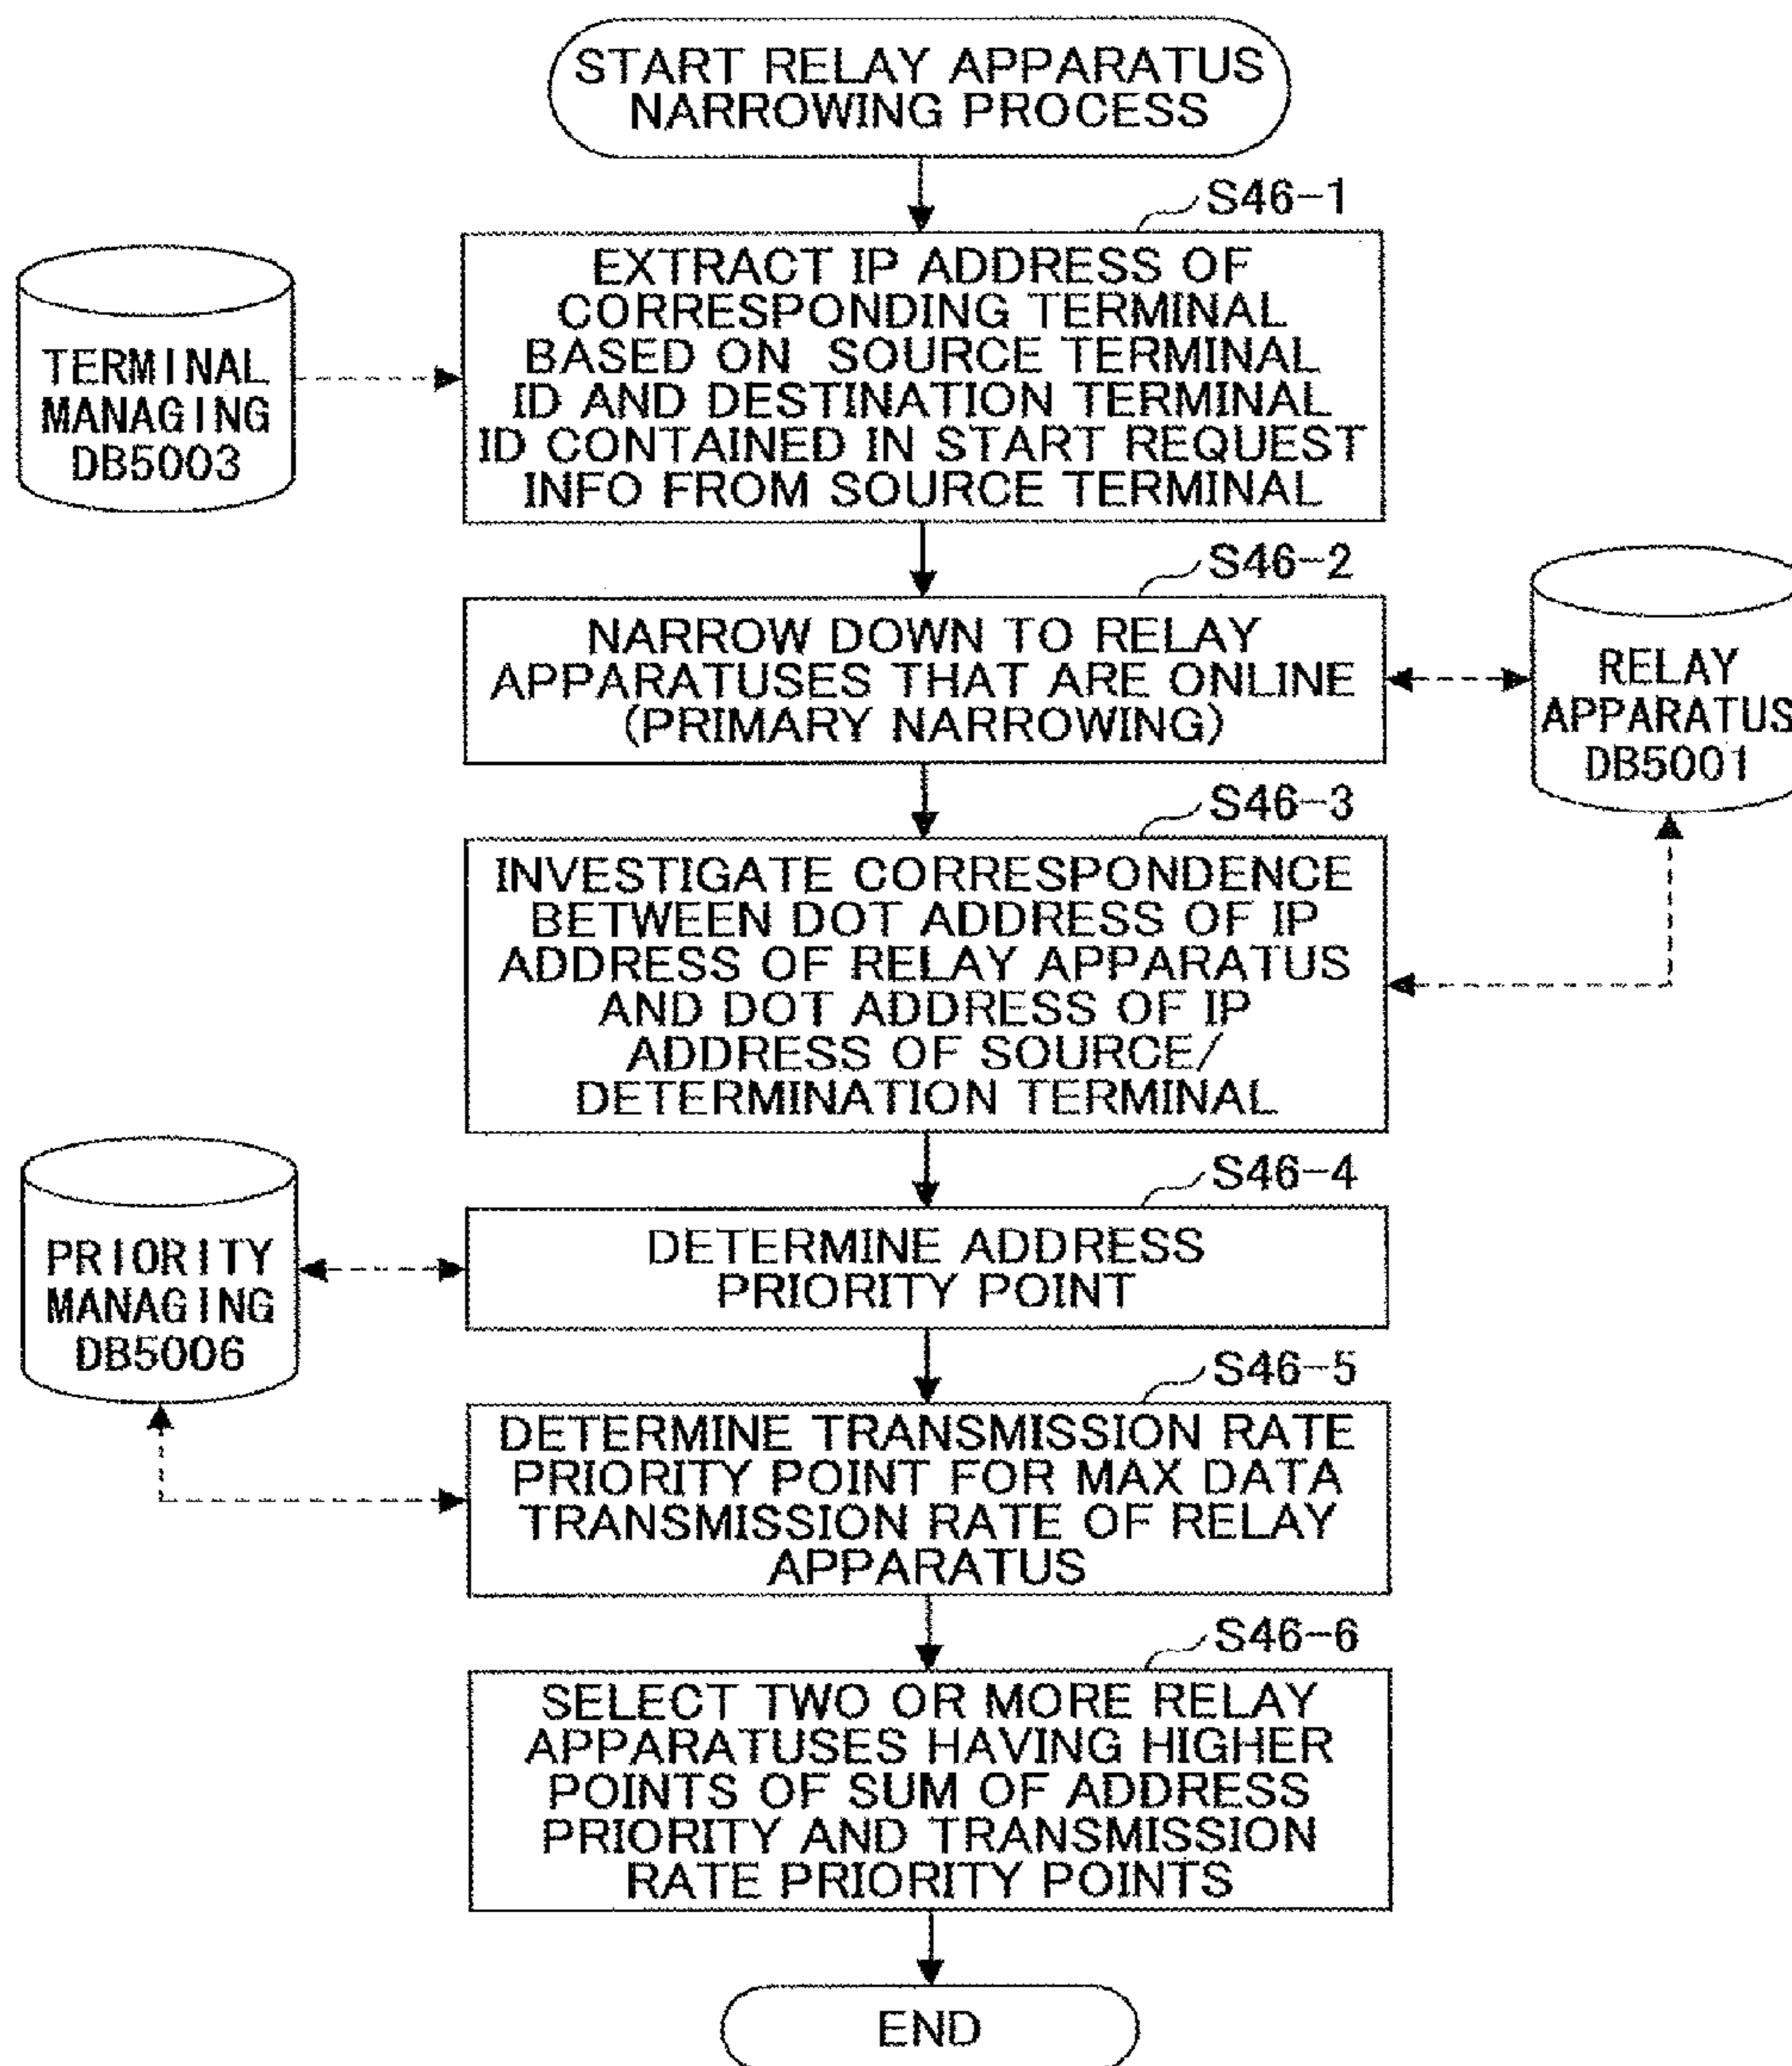 START RELAY APPARATUS
NARROWING PROCESS
S46-1
EXTRACT IP ADDRESS OF
CORRESPONDING TERMINAL
BASED ON SOURCE TERMINAL
ID AND DESTINATION TERMINAL
ID CONTAINED IN START REQUEST
INFO FROM SOURCE TERMINAL
TERMINAL
MANAGING
DB5003
S46-2
NARROW DOWN TO RELAY
APPARATUSES THAT ARE ONLINE
(PRIMARY NARROWING)
RELAY
APPARATUS
DB5001
S46-3
INVESTIGATE CORRESPONDENCE
BETWEEN DOT ADDRESS OF IP
ADDRESS OF RELAY APPARATUS
AND DOT ADDRESS OF IP
ADDRESS OF SOURCE/
DETERMINATION TERMINAL
S46-4
DETERMINE ADDRESS
PRIORITY POINT
PRIORITY
MANAGING
DB5006
S46-5
DETERMINE TRANSMISSION RATE
PRIORITY POINT FOR MAX DATA
TRANSMISSION RATE OF RELAY
APPARATUS
S46-6
SELECT TWO OR MORE RELAY
APPARATUSES HAVING HIGHER
POINTS OF SUM OF ADDRESS
PRIORITY AND TRANSMISSION
RATE PRIORITY POINTS
END